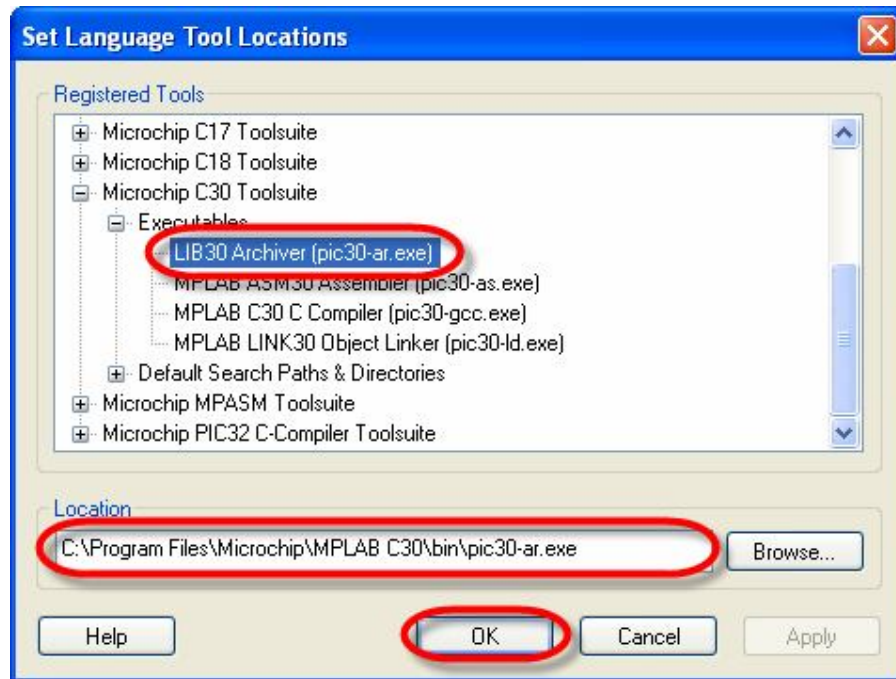 Set Language Tool Locations
Registered Tools
Microchip C17 Toolsuite
Microchip C18 Toolsuite
Microchip C30 Toolsuite
Executables
LIB30 Archiver (pic30-ar.exe)
MPLAB ASM30 Assembler (pic30-as.exe)
MPLAB C30 C Compiler (pic30-gcc.exe)
MPLAB LINK30 Object Linker (pic30-ld.exe)
Default Search Paths & Directories
Microchip MPASM Toolsuite
Microchip PIC32 C-Compiler Toolsuite
Location
C:\Program Files\Microchip\MPLAB C30\bin\pic30-ar.exe
Browse...
Help OK Cancel Apply